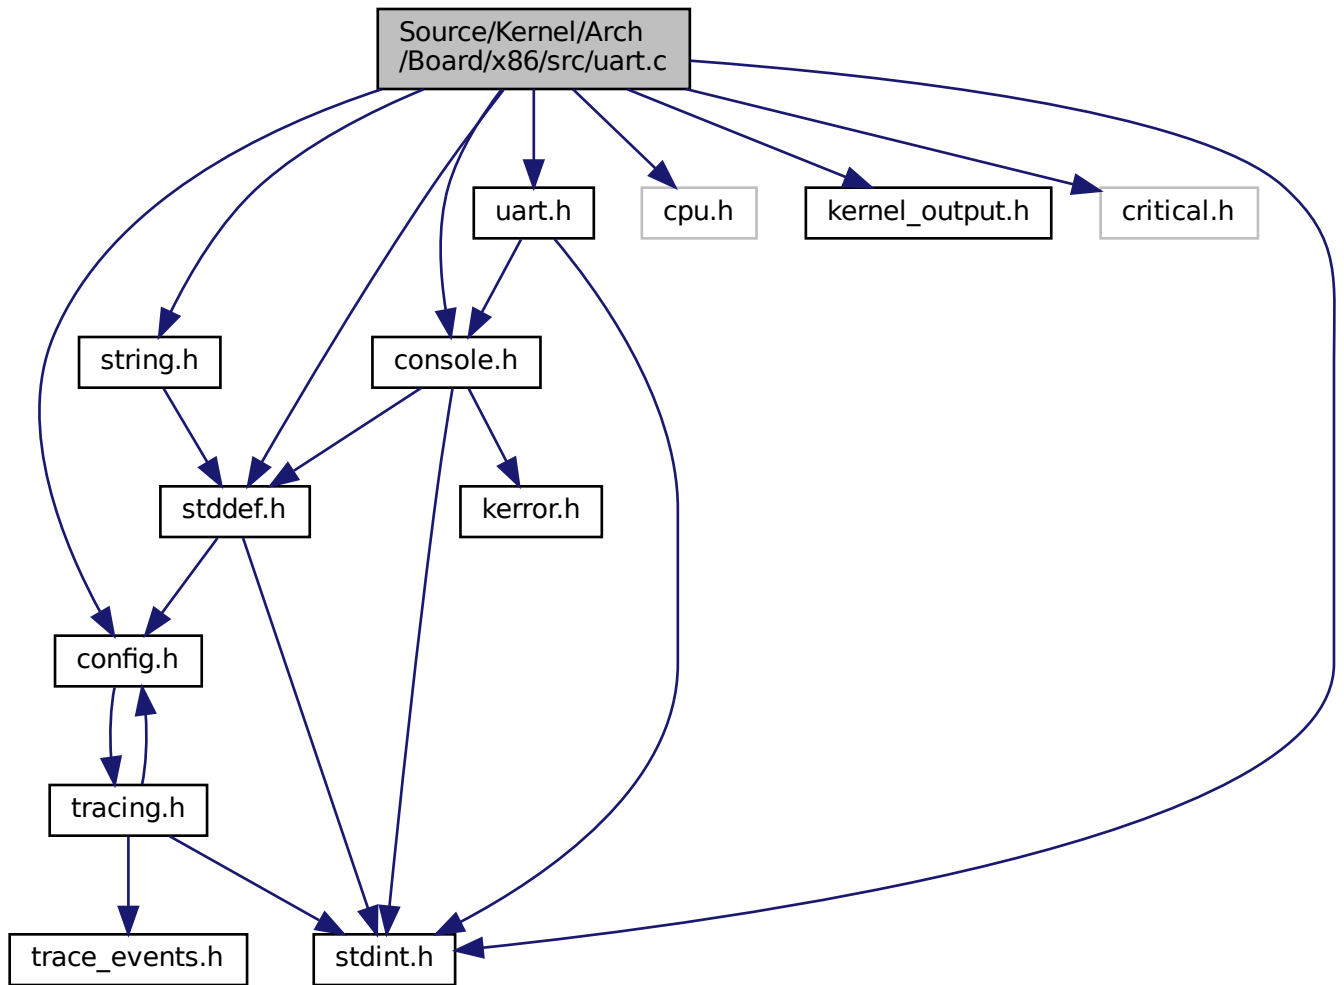 Source/Kernel/Arch
/Board/x86/src/uart.c
uart.h
cpu.h
kernel_output.h
critical.h
string.h
console.h
stddef.h
kerror.h
config.h
tracing.h
trace_events.h
stdint.h